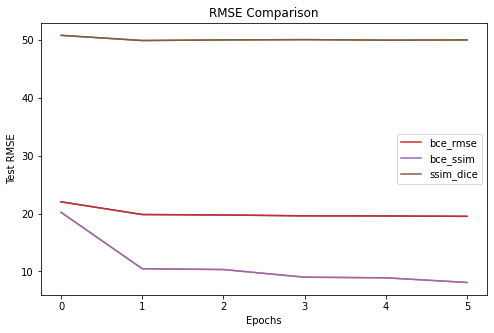 RMSE Comparison
Test RMSE
50
40
30
20
10
bce_rmse
bce_ssim
ssim_dice
0 1 2 3 4 5
Epochs